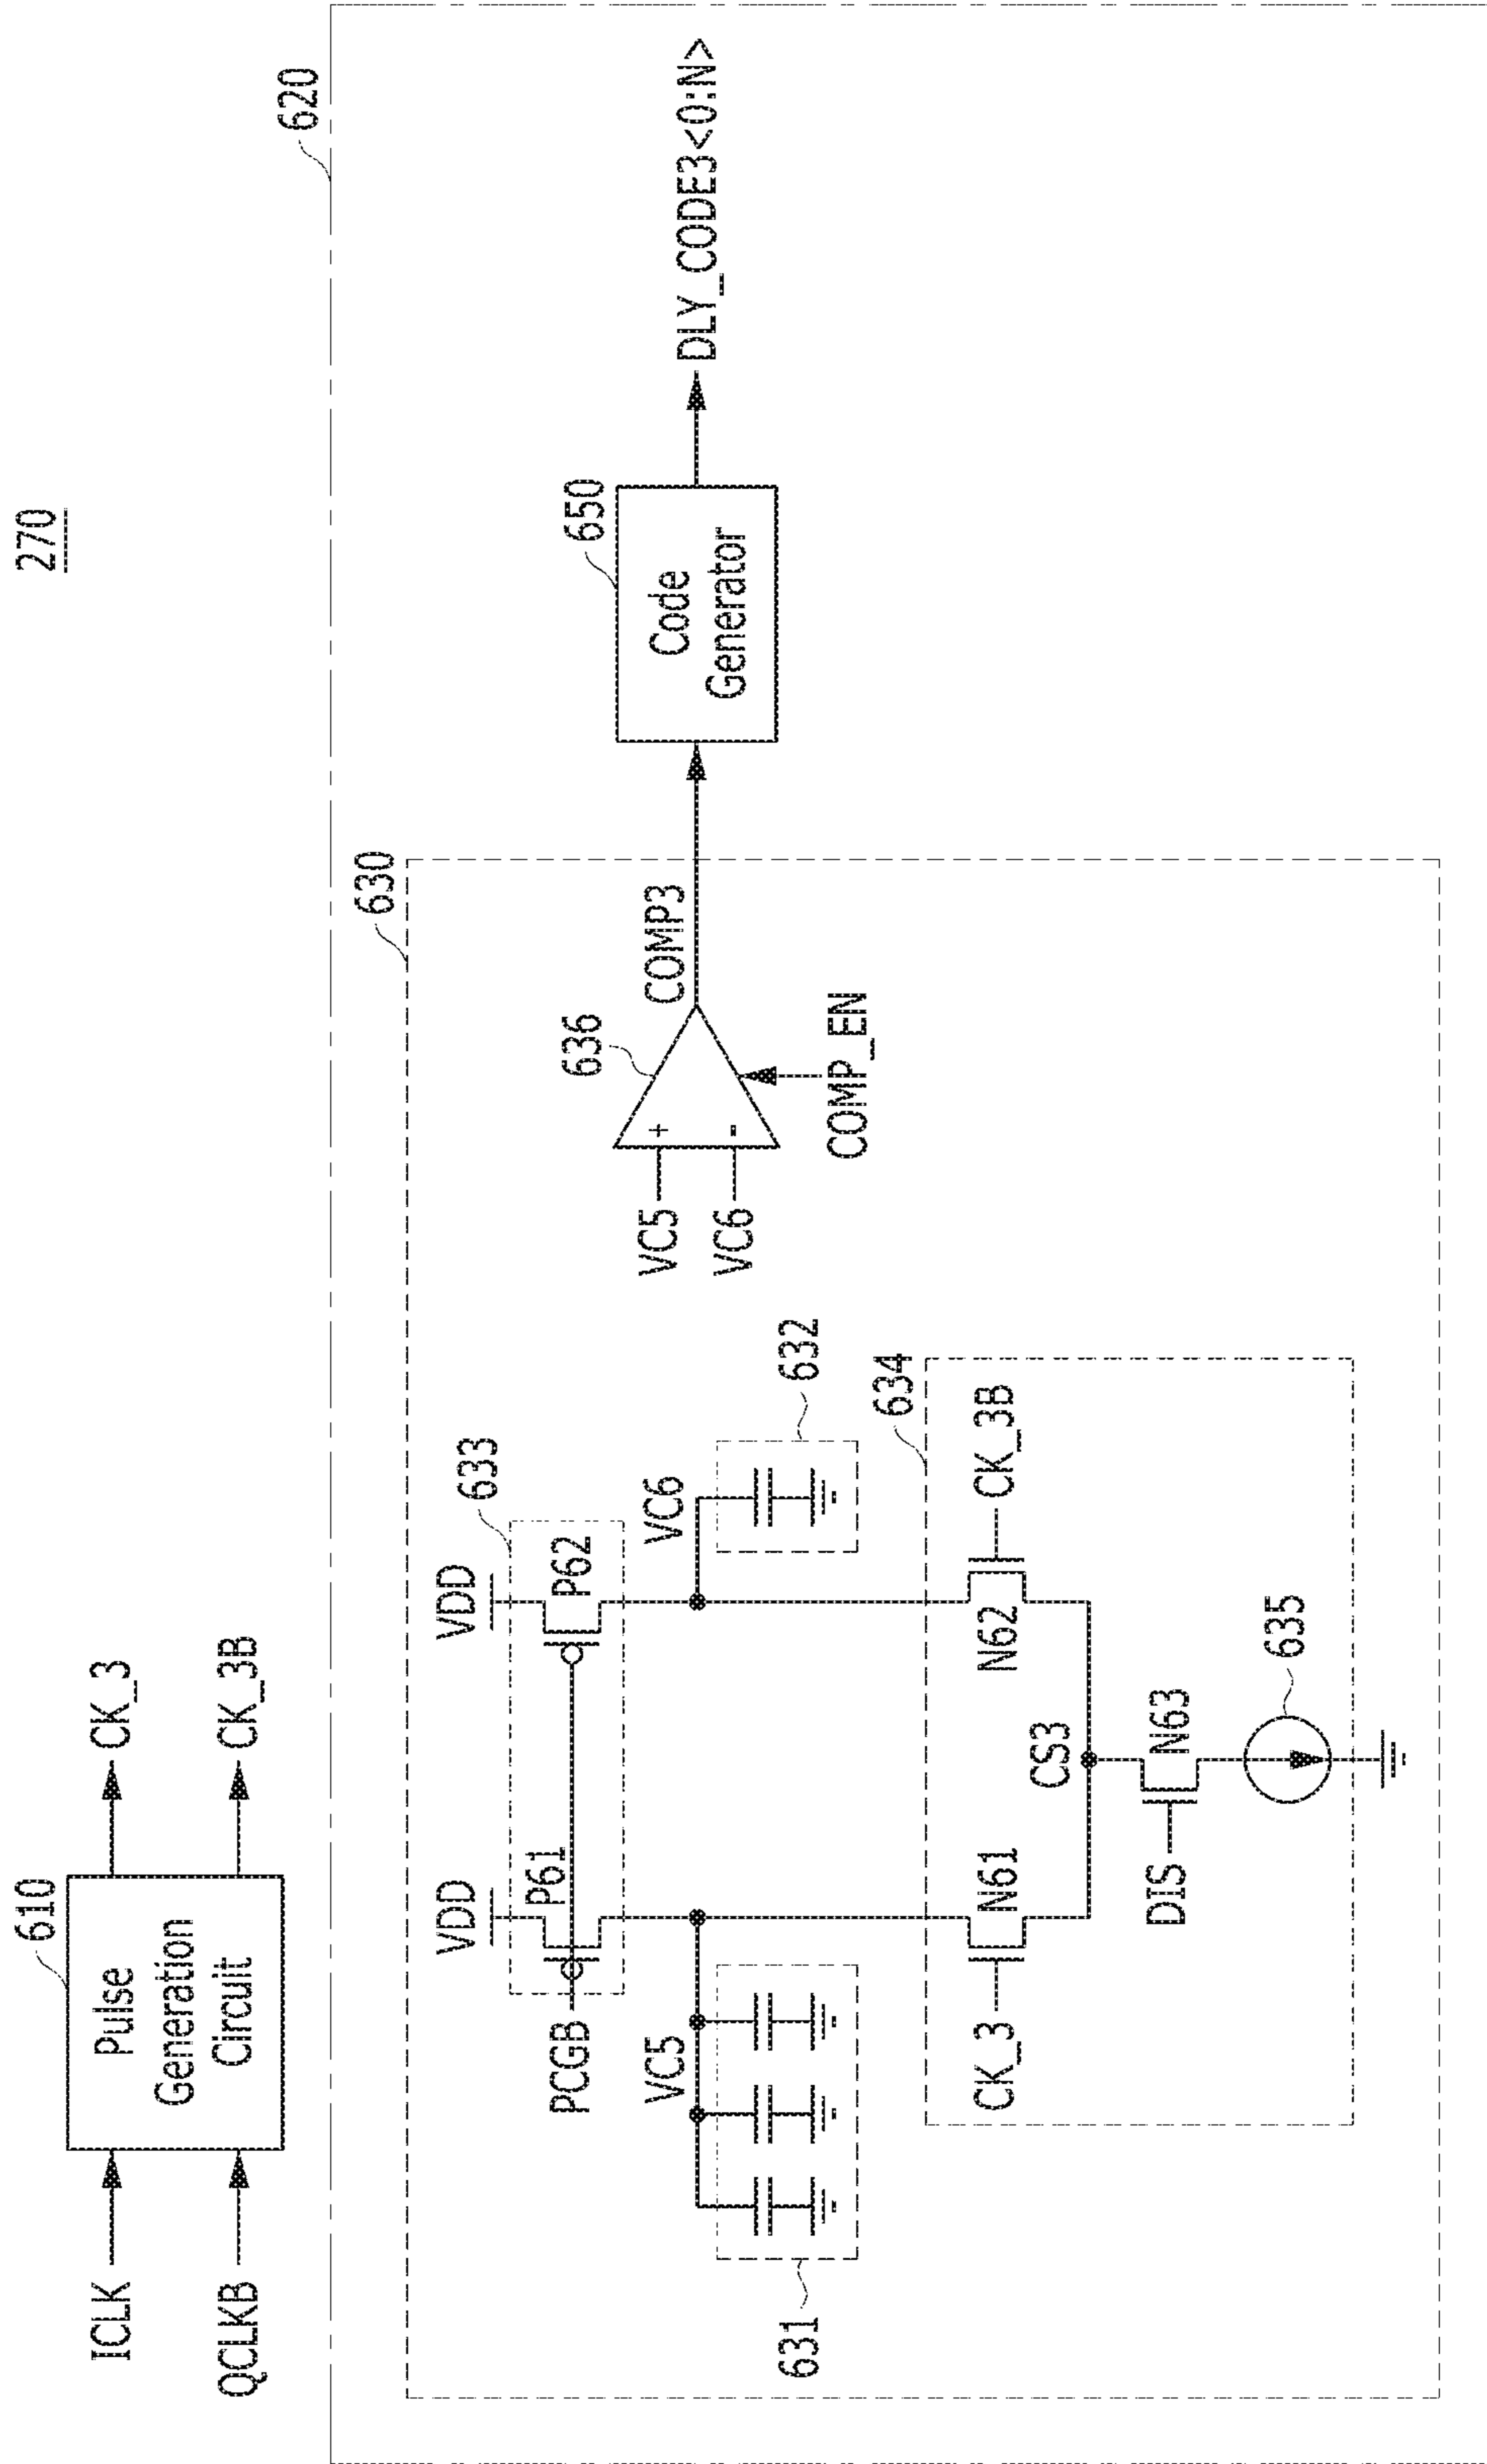 270
610
ICLK
QCLKB
Pulse
Generation
Circuit
CK_3
CK_3B
620
630
VDD
VDD
633
P61
P62
PCGB
VC5
VC6
631
632
634
CK_3
N61
N62
CK_3B
CS3
DIS
N63
635
VC5
VC6
+
-
636
COMP3
COMP_EN
650
Code
Generator
DLY_CODE3<0:N>